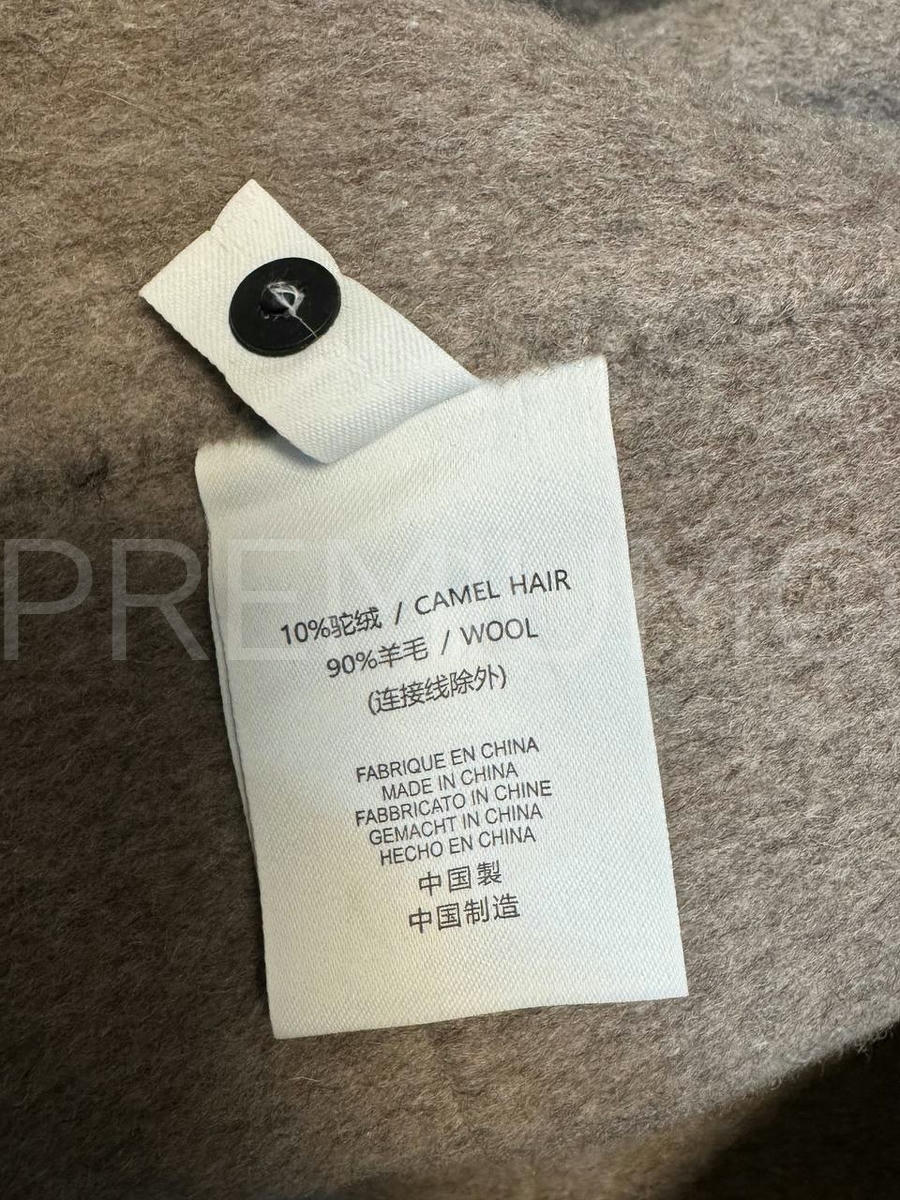 10%驼绒 / CAMEL HAIR
90%羊毛 / WOOL
(连接线除外)
FABRIQUE EN CHINA
MADE IN CHINA
FABBRICATO IN CHINE
GEMACHT IN CHINA
HECHO EN CHINA
中国製
中国制造